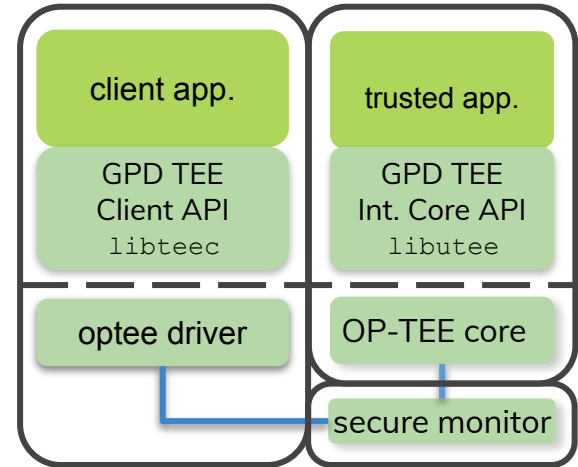 client app.
GPD TEE
Client API
libteec
optee driver
trusted app.
GPD TEE
Int. Core API
libutee
OP-TEE core
secure monitor